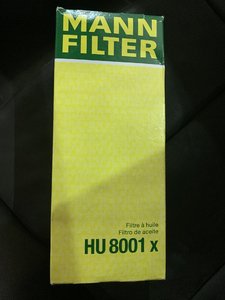 MANN
FILTER
Filtre à huile
Filtro de aceite
HU 8001 x